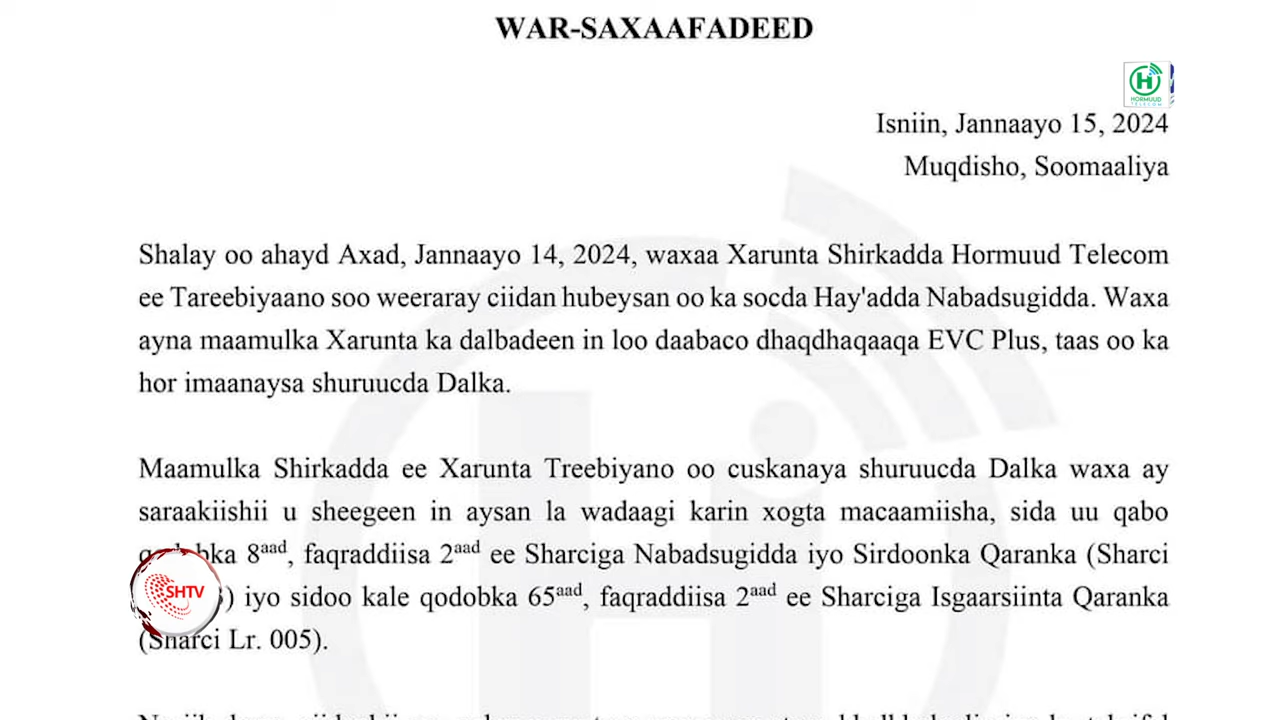 WAR-SAXAAFADEED
HORMUUD
TELECOM
Isniin, Jannaayo 15, 2024
Muqdisho, Soomaaliya
Shalay oo ahayd Axad, Jannaayo 14, 2024, waxaa Xarunta Shirkadda Hormuud Telecom
ee Tareebiyaano soo weeraray ciidan hubeysan oo ka socda Hay'adda Nabadsugidda. Waxa
ayna maamulka Xarunta ka dalbadeen in loo daabaco dhaqdhaqaaqa EVC Plus, taas oo ka
hor imaanaysa shuruucda Dalka.
Maamulka Shirkadda ee Xarunta Treebiyano oo cuskanaya shuruucda Dalka waxa ay
saraakiishii u sheegeen in aysan la wadaagi karin xogta macaamiisha, sida uu qabo
8aad, faqraddiisa 2aad ee Sharciga Nabadsugidda iyo Sirdoonka Qaranka (Sharci
) iyo sidoo kale qodobka 65aad, faqraddiisa 2aad ee Sharciga Isgaarsiinta Qaranka
(Sharci Lr. 005).
SHTV